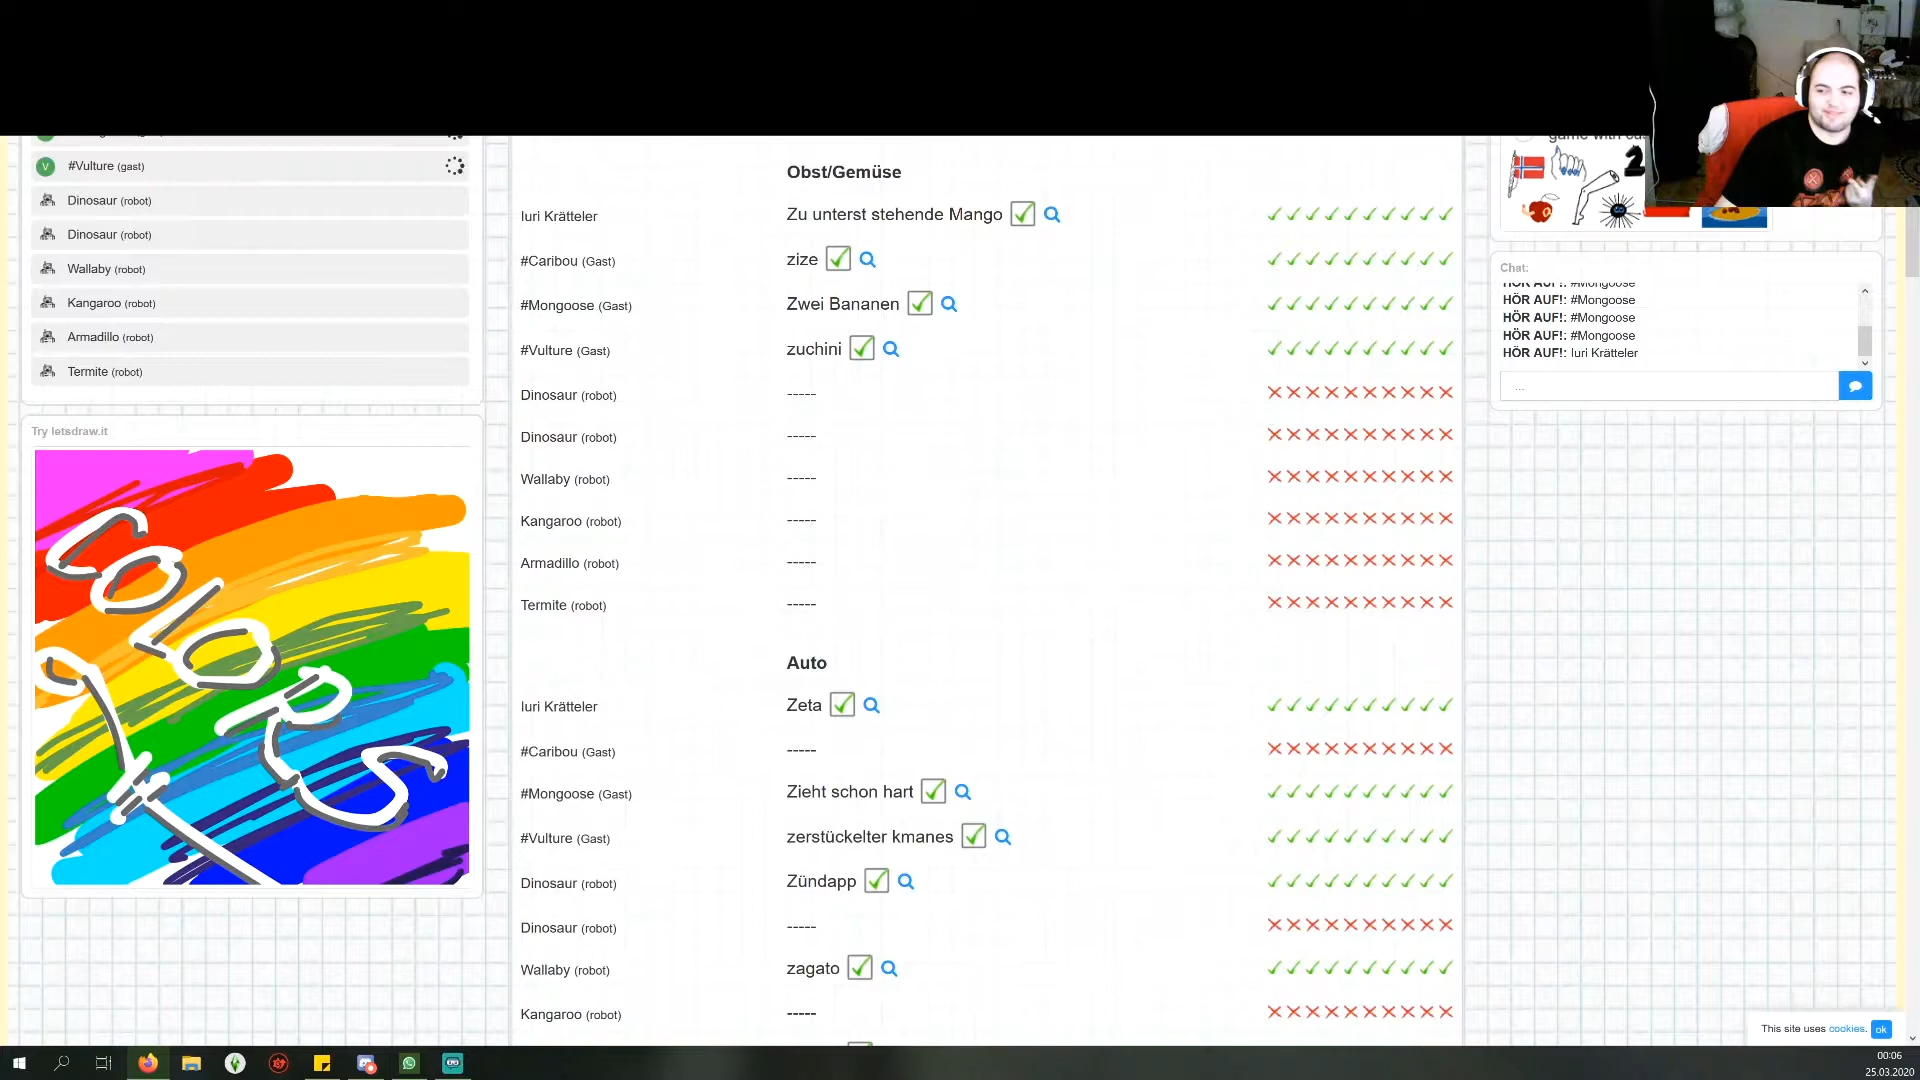 #Vulture (gast)
Dinosaur (robot)
Dinosaur (robot)
Wallaby (robot)
Kangaroo (robot)
Armadillo (robot)
Termite (robot)
Try letsdraw.it
COLORS
Obst/Gemüse
Iuri Krätteler Zu unterst stehende Mango
#Caribou (Gast) zize
#Mongoose (Gast) Zwei Bananen
#Vulture (Gast) zuchini
Dinosaur (robot) -----
Dinosaur (robot) -----
Wallaby (robot) -----
Kangaroo (robot) -----
Armadillo (robot) -----
Termite (robot) -----
Auto
Iuri Krätteler Zeta
#Caribou (Gast) -----
#Mongoose (Gast) Zieht schon hart
#Vulture (Gast) zerstückelter kmanes
Dinosaur (robot) Zündapp
Dinosaur (robot) -----
Wallaby (robot) zagato
Kangaroo (robot) -----
game with
Chat:
HÖR AUF!: #Mongoose
HÖR AUF!: #Mongoose
HÖR AUF!: #Mongoose
HÖR AUF!: #Mongoose
HÖR AUF!: Iuri Krätteler
...
This site uses cookies. ok
00:06
25.03.2020